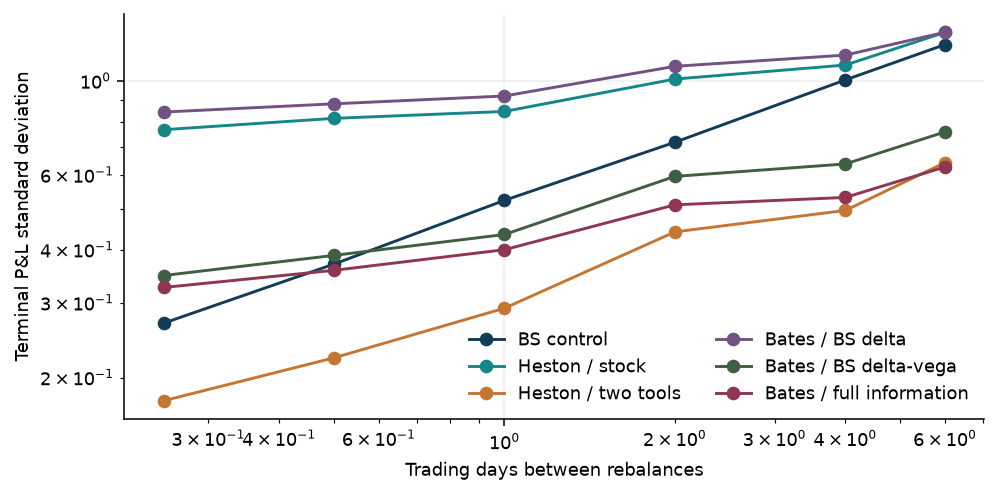 Terminal P&L standard deviation
10⁰
6 × 10⁻¹
4 × 10⁻¹
3 × 10⁻¹
2 × 10⁻¹
BS control
Heston / stock
Heston / two tools
Bates / BS delta
Bates / BS delta-vega
Bates / full information
3 × 10⁻¹ 4 × 10⁻¹ 6 × 10⁻¹ 10⁰ 2 × 10⁰ 3 × 10⁰ 4 × 10⁰ 6 × 10⁰
Trading days between rebalances